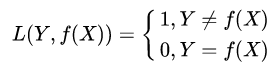 L(Y, f(X)) = { 1, Y ≠ f(X)
0, Y = f(X)